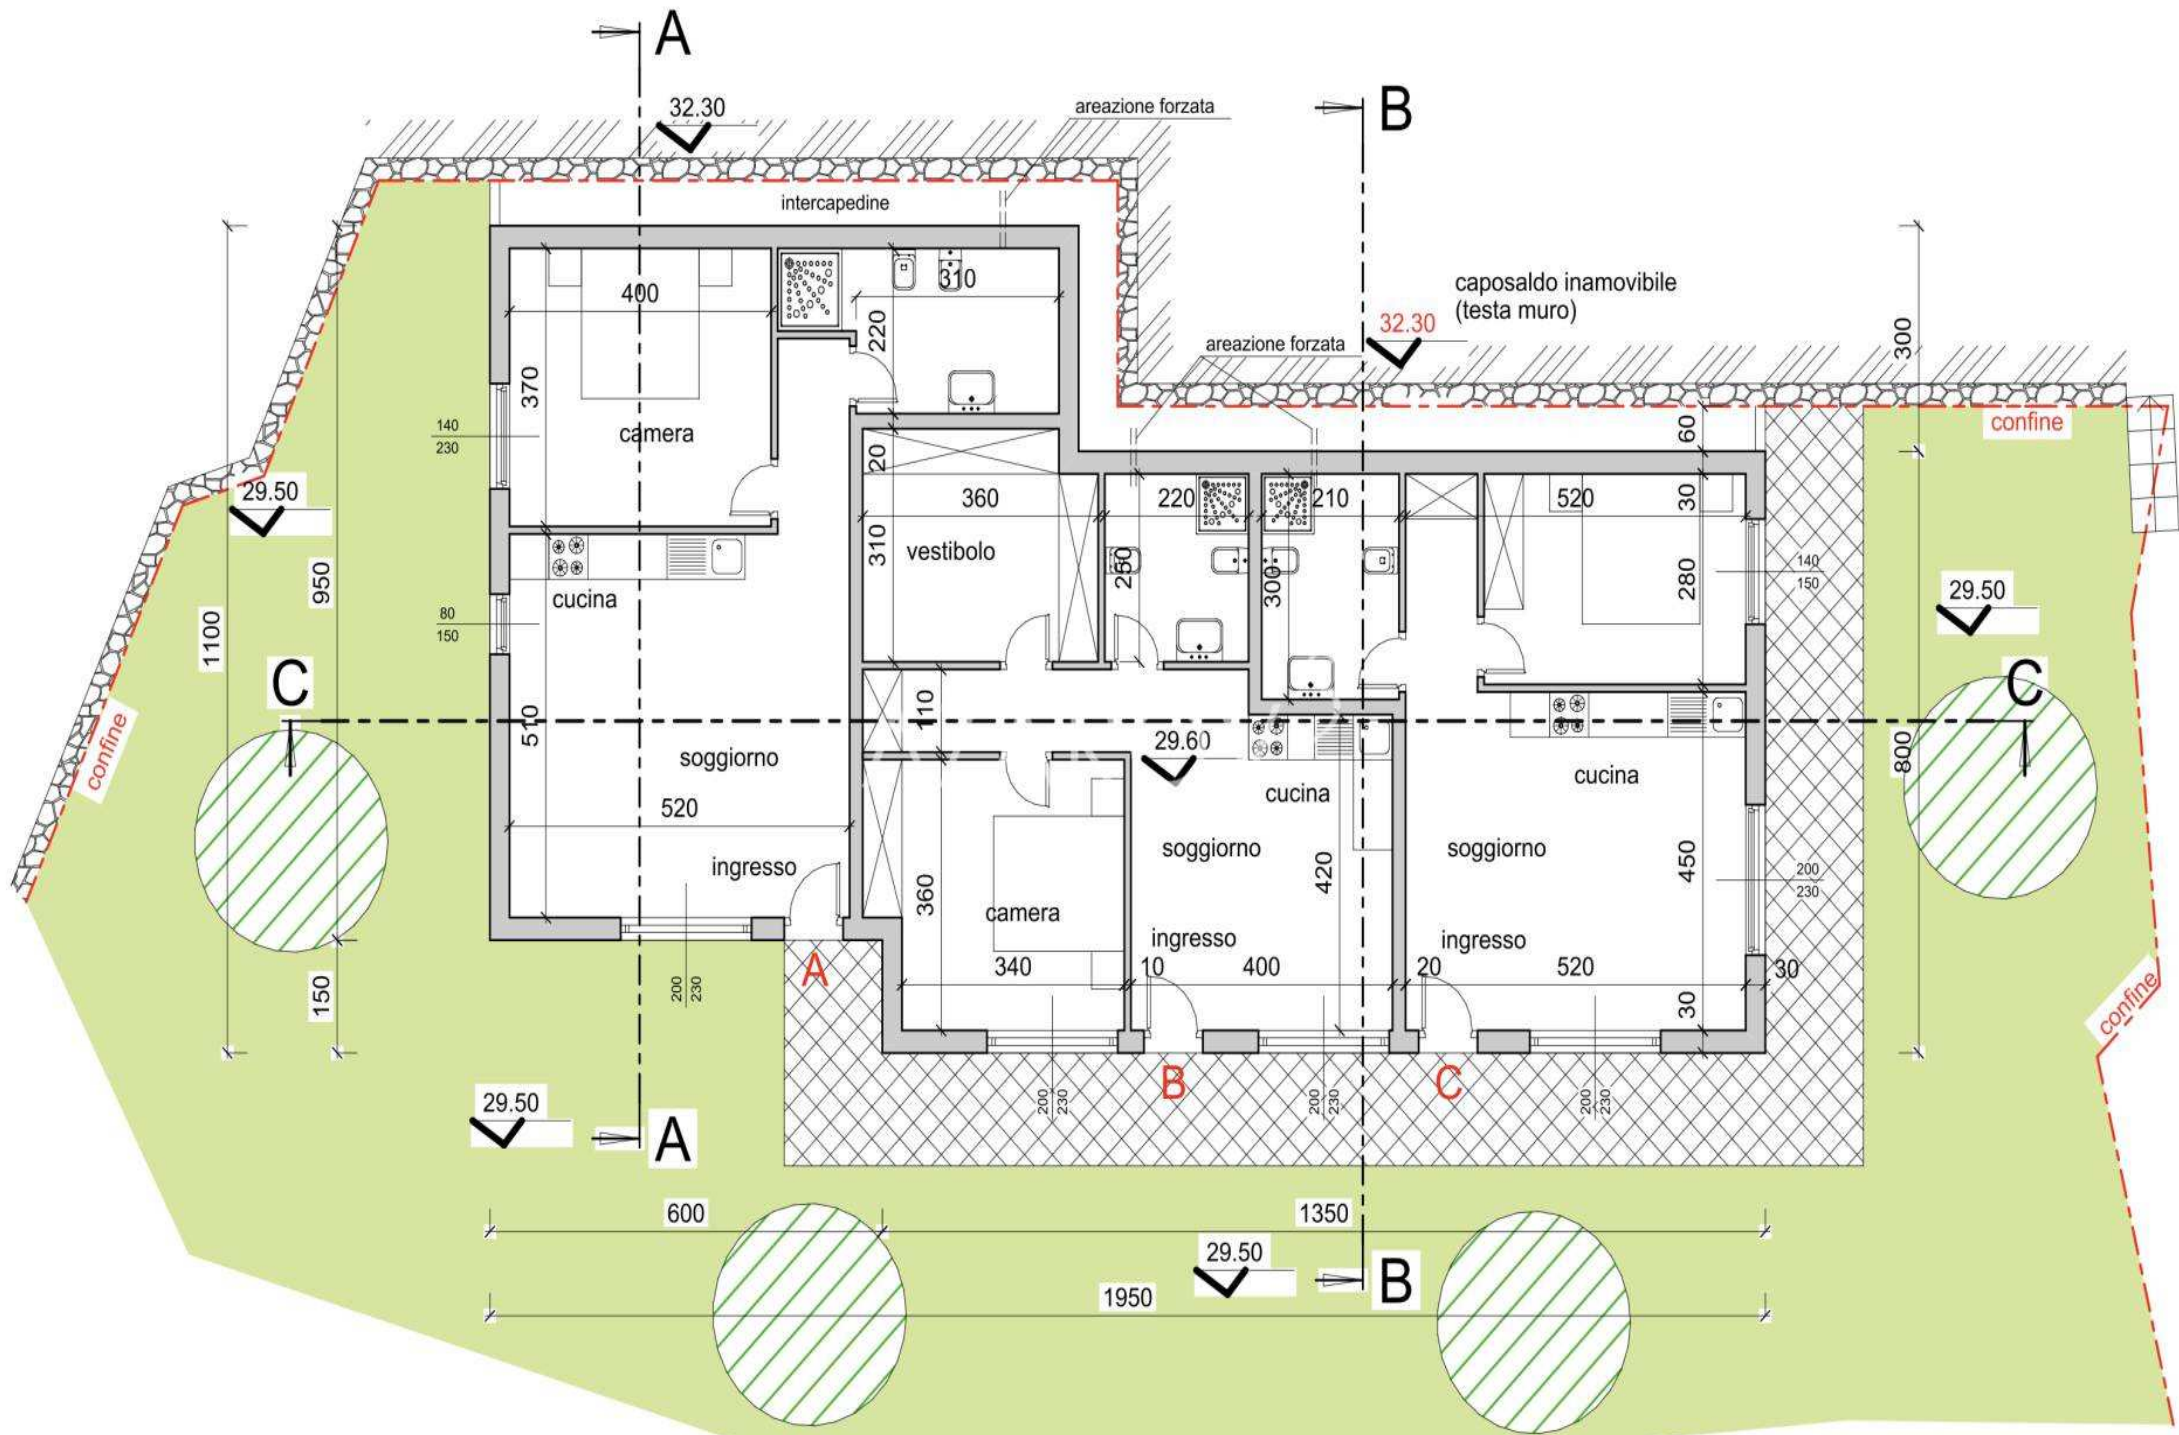 A
32.30
areazione forzata
B
intercapedine
310
400
220
370
camera
140
230
caposaldo inamovibile
(testa muro)
32.30
areazione forzata
300
60
confine
29.50
20
360
220
210
520
30
310
vestibolo
250
300
280
140
150
29.50
950
1100
80
150
cucina
C
C
510
110
soggiorno
29.60
cucina
cucina
800
confine
520
soggiorno
soggiorno
ingresso
360
420
450
200
230
camera
ingresso
ingresso
A
340
10
400
20
520
30
30
150
200
230
confine
B
C
200
230
200
230
200
230
29.50
A
600
1350
29.50
B
1950